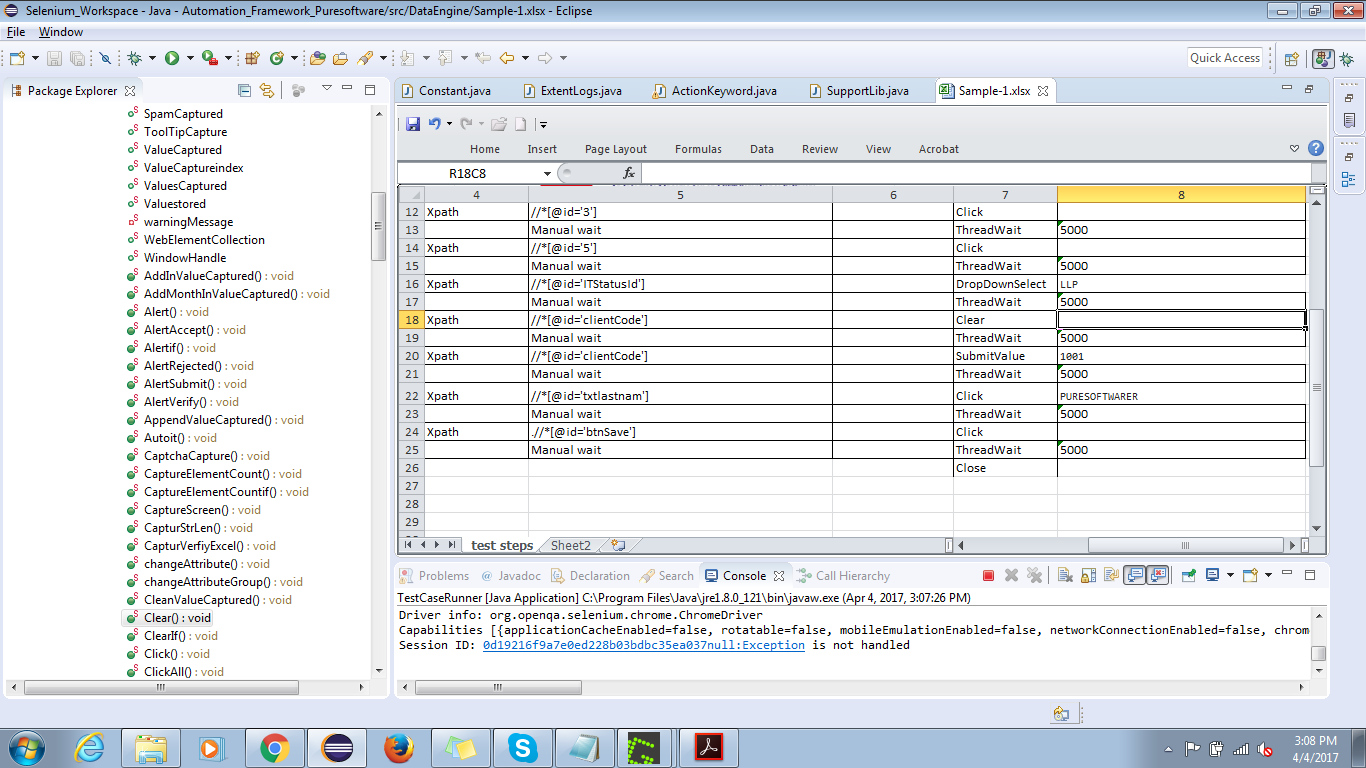 Selenium_Workspace - Java - Automation_Framework_Puresoftware/src/DataEngine/Sample-1.xlsx - Eclipse
File Window
Quick Access
Package Explorer
SpamCaptured
ToolTipCapture
ValueCaptured
ValueCaptureindex
ValuesCaptured
Valuestored
warningMessage
WebElementCollection
WindowHandle
AddInValueCaptured() : void
AddMonthInValueCaptured() : void
Alert() : void
AlertAccept() : void
Alertif() : void
AlertRejected() : void
AlertSubmit() : void
AlertVerify() : void
AppendValueCaptured() : void
Autoit() : void
CaptchaCapture() : void
CaptureElementCount() : void
CaptureElementCountif() : void
CaptureScreen() : void
CapturStrLen() : void
CapturVerfiyExcel() : void
changeAttribute() : void
changeAttributeGroup() : void
CleanValueCaptured() : void
Clear() : void
ClearIf() : void
Click() : void
ClickAll() : void
Constant.java ExtentLogs.java ActionKeyword.java SupportLib.java Sample-1.xlsx
Home Insert Page Layout Formulas Data Review View Acrobat
R18C8 fx
4 5 6 7 8
12 Xpath //*[@id='3'] Click
13 Manual wait ThreadWait 5000
14 Xpath //*[@id='5'] Click
15 Manual wait ThreadWait 5000
16 Xpath //*[@id='ITStatusId'] DropDownSelect LLP
17 Manual wait ThreadWait 5000
18 Xpath //*[@id='clientCode'] Clear
19 Manual wait ThreadWait 5000
20 Xpath //*[@id='clientCode'] SubmitValue 1001
21 Manual wait ThreadWait 5000
22 Xpath //*[@id='txtlastnam'] Click PURESOFTWARER
23 Manual wait ThreadWait 5000
24 Xpath .//*[@id='btnSave'] Click
25 Manual wait ThreadWait 5000
26 Close
27
28
29
test steps Sheet2
Problems @ Javadoc Declaration Search Console Call Hierarchy
TestCaseRunner [Java Application] C:\Program Files\Java\jre1.8.0_121\bin\javaw.exe (Apr 4, 2017, 3:07:26 PM)
Driver info: org.openqa.selenium.chrome.ChromeDriver
Capabilities [{applicationCacheEnabled=false, rotatable=false, mobileEmulationEnabled=false, networkConnectionEnabled=false, chrom
Session ID: 0d19216f9a7e0ed228b03bdbc35ea037null:Exception is not handled
3:08 PM
4/4/2017